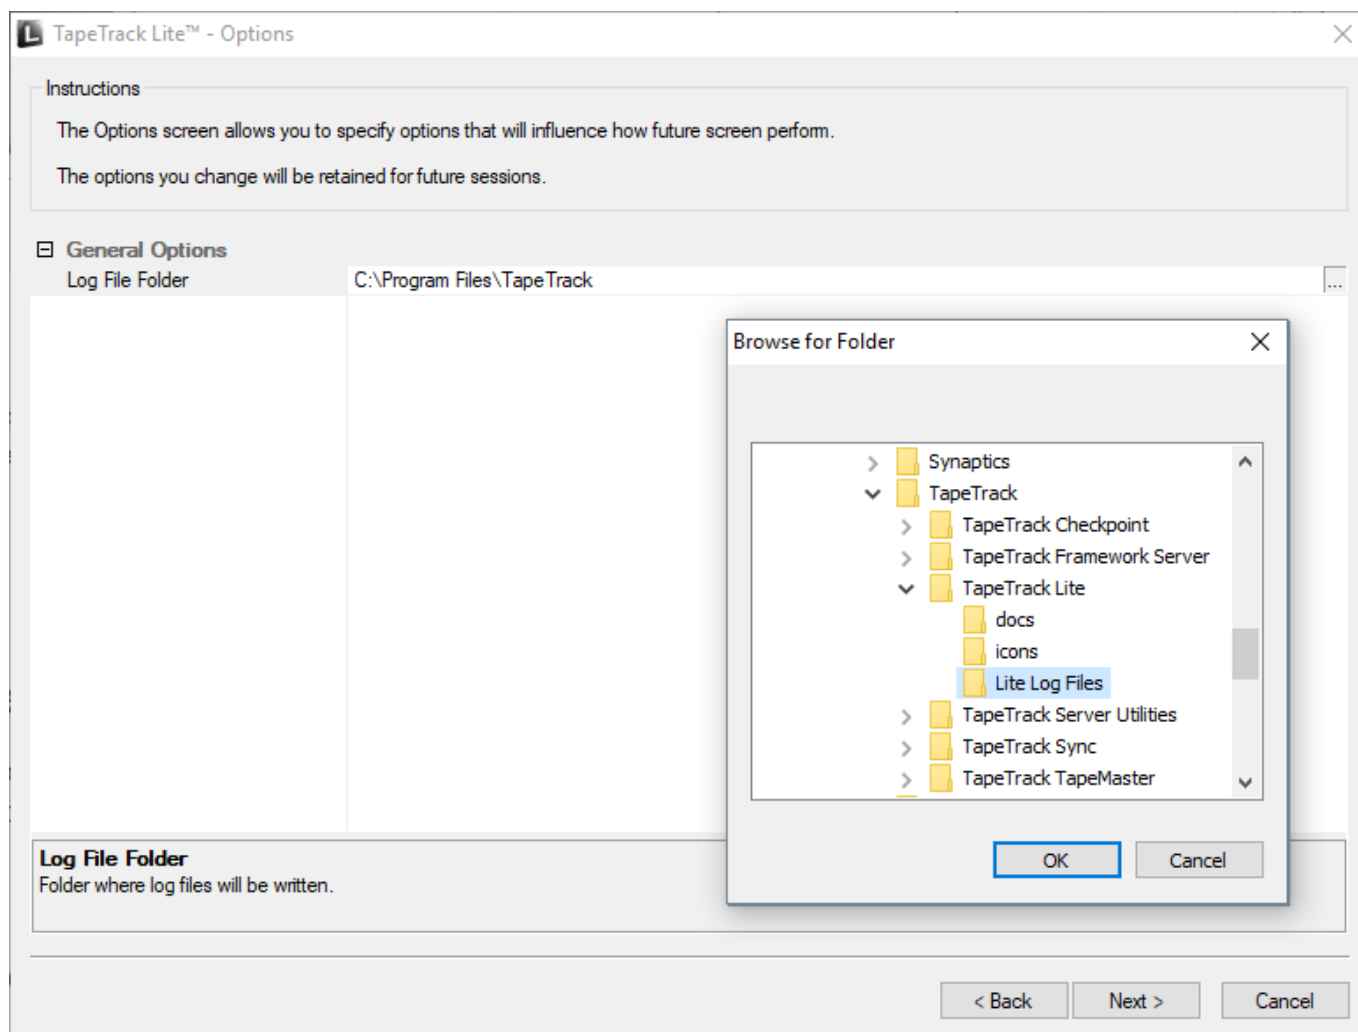 TapeTrack Lite™ - Options
Instructions
The Options screen allows you to specify options that will influence how future screen perform.
The options you change will be retained for future sessions.
General Options
Log File Folder C:\Program Files\TapeTrack ...
Browse for Folder
Synaptics
TapeTrack
TapeTrack Checkpoint
TapeTrack Framework Server
TapeTrack Lite
docs
icons
Lite Log Files
TapeTrack Server Utilities
TapeTrack Sync
TapeTrack TapeMaster
OK Cancel
Log File Folder
Folder where log files will be written.
< Back Next > Cancel